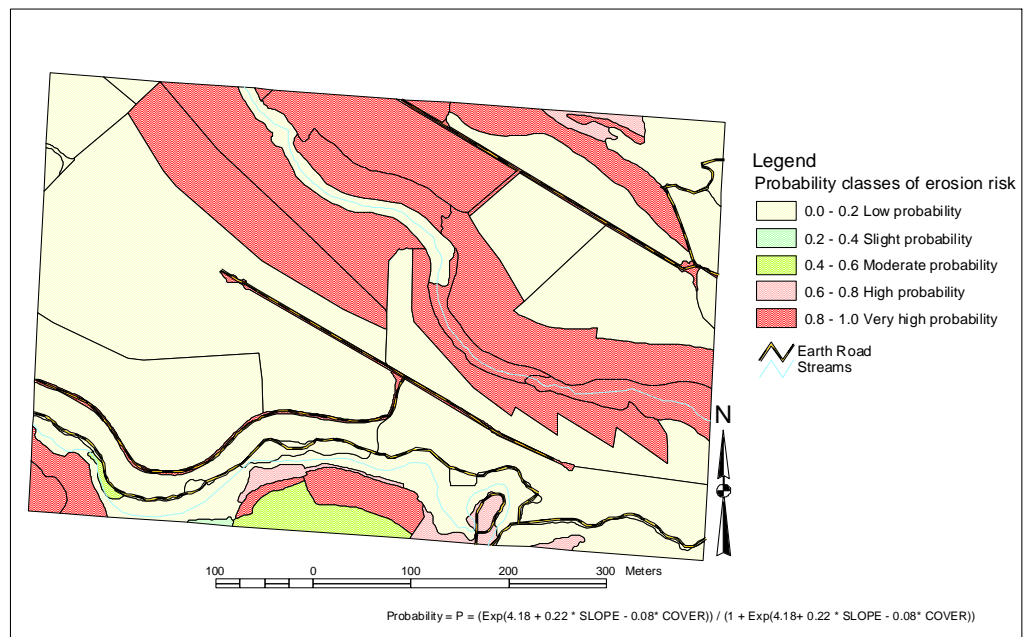 Legend
Probability classes of erosion risk
0.0 - 0.2 Low probability
0.2 - 0.4 Slight probability
0.4 - 0.6 Moderate probability
0.6 - 0.8 High probability
0.8 - 1.0 Very high probability
Earth Road
Streams
N
100 0 100 200 300 Meters
Probability = P = (Exp(4.18 + 0.22 * SLOPE - 0.08* COVER)) / (1 + Exp(4.18+ 0.22 * SLOPE - 0.08* COVER))